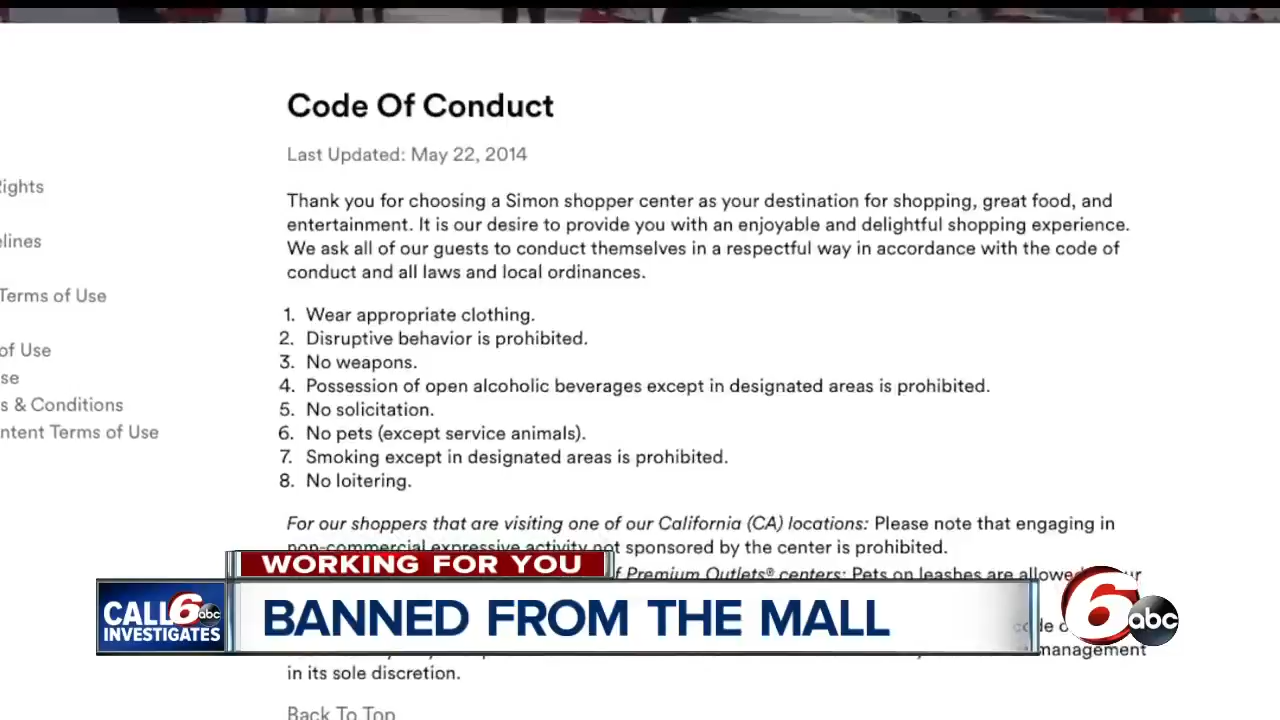 Code Of Conduct
Last Updated: May 22, 2014
Rights
Thank you for choosing a Simon shopper center as your destination for shopping, great food, and
entertainment. It is our desire to provide you with an enjoyable and delightful shopping experience.
elines
We ask all of our guests to conduct themselves in a respectful way in accordance with the code of
conduct and all laws and local ordinances.
Terms of Use
1. Wear appropriate clothing.
2. Disruptive behavior is prohibited.
of Use
3. No weapons.
se
4. Possession of open alcoholic beverages except in designated areas is prohibited.
s & Conditions
5. No solicitation.
ntent Terms of Use
6. No pets (except service animals).
7. Smoking except in designated areas is prohibited.
8. No loitering.
For our shoppers that are visiting one of our California (CA) locations: Please note that engaging in
non-commercial expressive activity not sponsored by the center is prohibited.
WORKING FOR YOU
f Premium Outlets® centers: Pets on leashes are allowed
CALL 6 abc
INVESTIGATES
BANNED FROM THE MALL
6 abc
management
in its sole discretion.
Back To Top